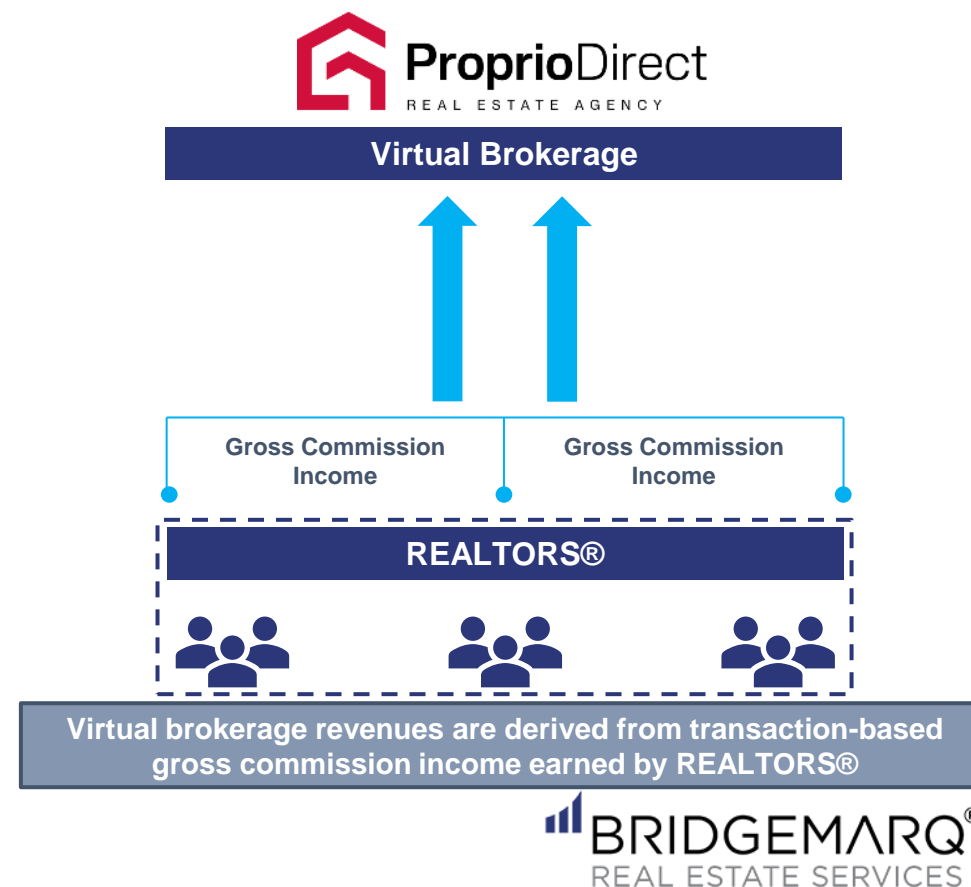 ProprioDirect
REAL ESTATE AGENCY
Virtual Brokerage
Gross Commission
Income
Gross Commission
Income
REALTORS®
Virtual brokerage revenues are derived from transaction-based
gross commission income earned by REALTORS®
BRIDGEMARQ®
REAL ESTATE SERVICES